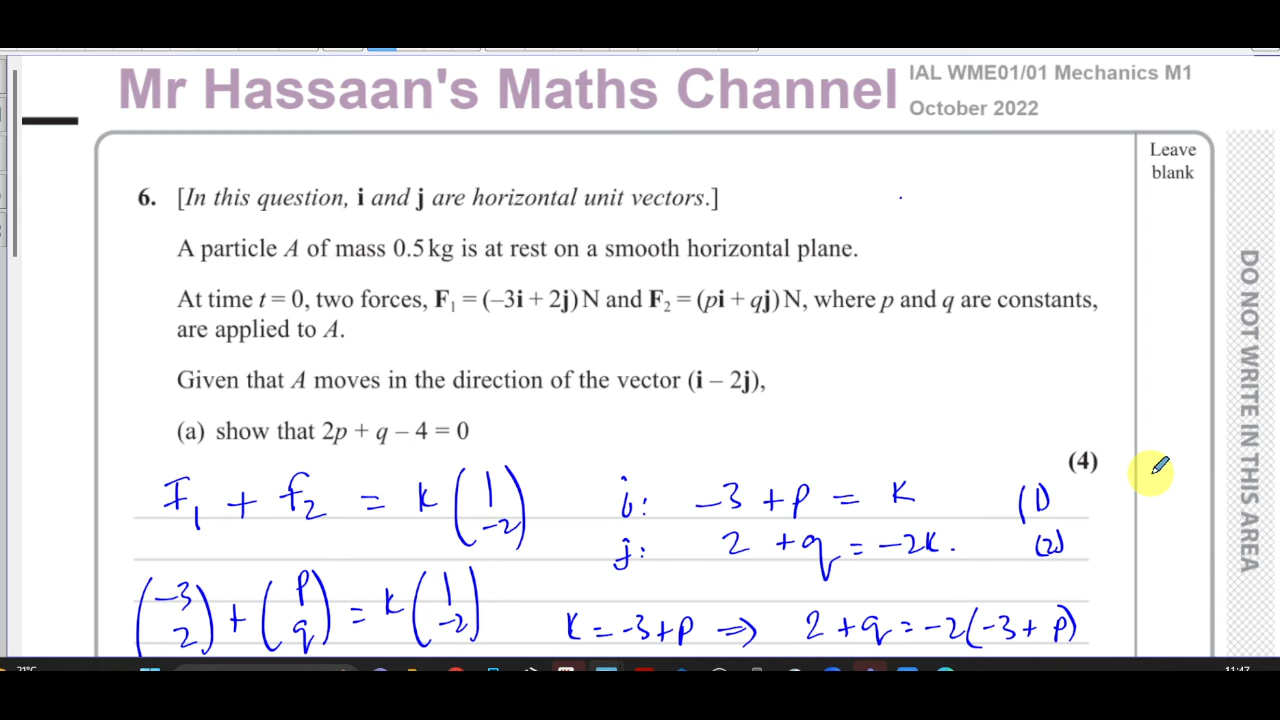 Mr Hassaan's Maths Channel
IAL WME01/01 Mechanics M1
October 2022
Leave
blank
6. [In this question, i and j are horizontal unit vectors.]
A particle A of mass 0.5 kg is at rest on a smooth horizontal plane.
At time t = 0, two forces, F₁ = (–3i + 2j) N and F₂ = (pi + qj) N, where p and q are constants,
are applied to A.
Given that A moves in the direction of the vector (i – 2j),
(a) show that 2p + q – 4 = 0
(4)
F₁ + F₂ = k (1 -2)
i: -3 + p = k (1)
j: 2 + q = -2k. (2)
(-3 2) + (p q) = k (1 -2)
k = -3 + p ⇒ 2 + q = -2(-3 + p)
DO NOT WRITE IN THIS AREA
11:47